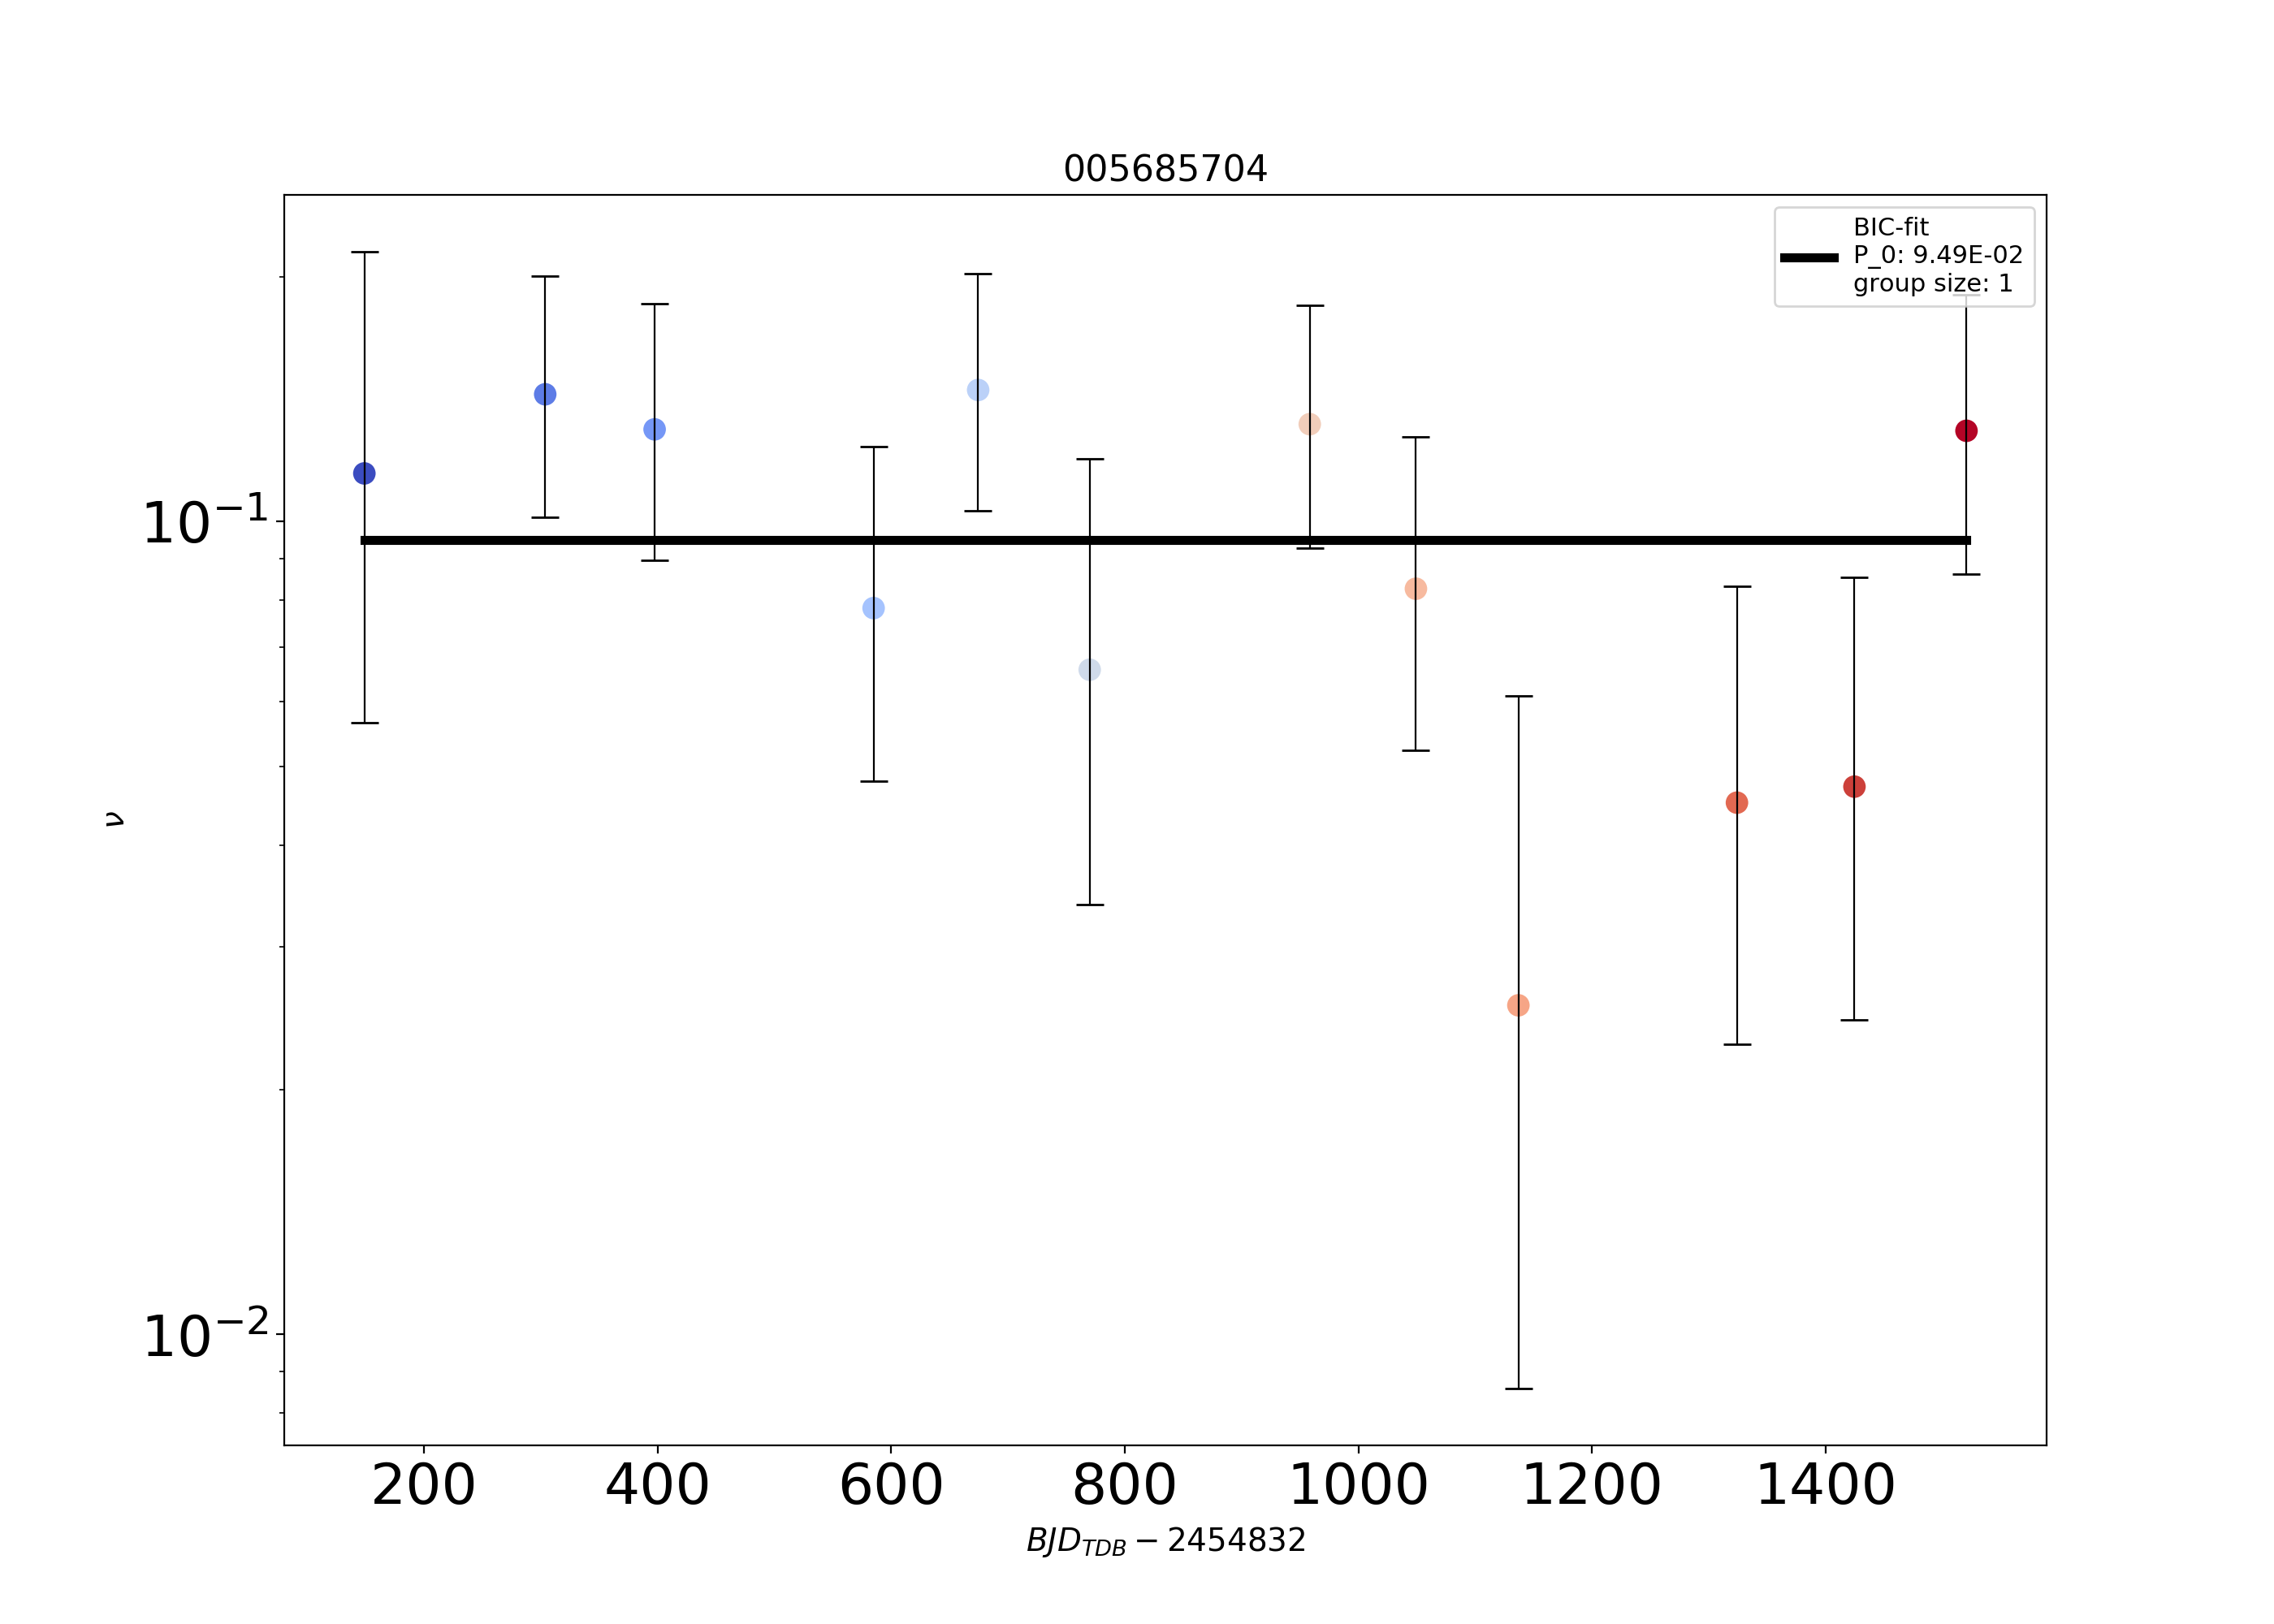 005685704
BIC-fit
P_0: 9.49E-02
group size: 1
10⁻¹
ν
10⁻²
200 400 600 800 1000 1200 1400
BJD_TDB − 2454832